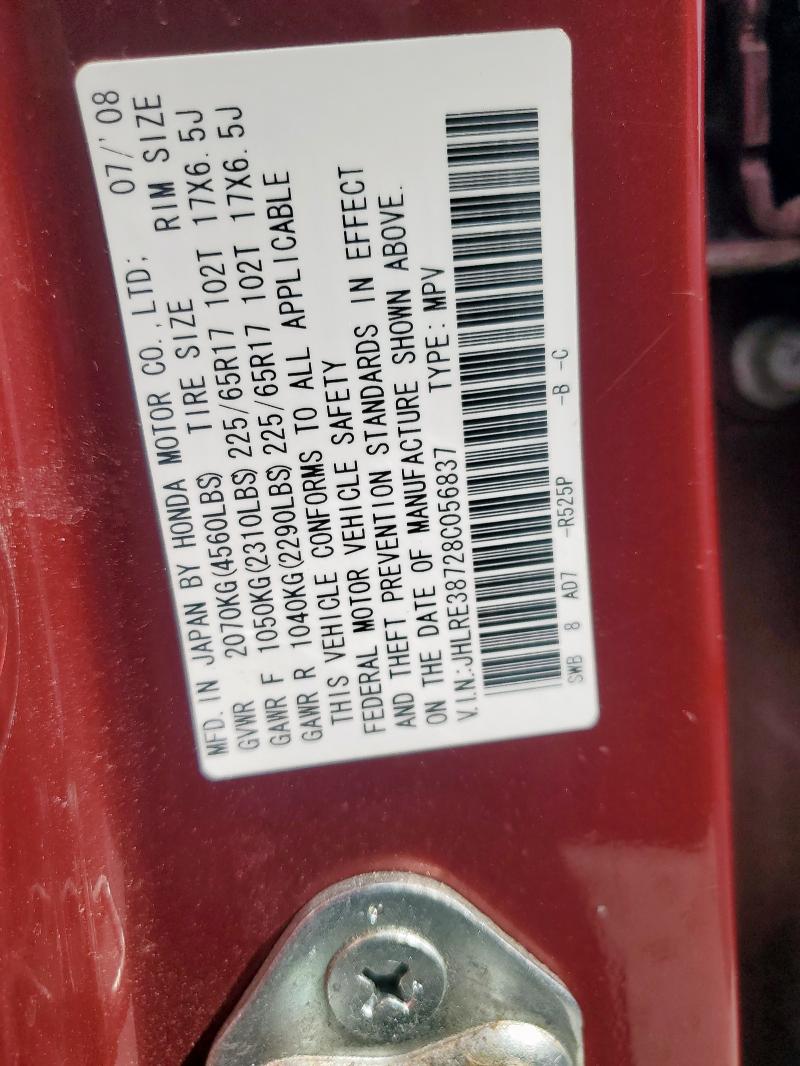 MFD. IN JAPAN BY HONDA MOTOR CO., LTD; 07/'08
GVWR 2070KG(4560LBS) TIRE SIZE RIM SIZE
GAWR F 1050KG(2310LBS) 225/65R17 102T 17X6.5J
GAWR R 1040KG(2290LBS) 225/65R17 102T 17X6.5J
THIS VEHICLE CONFORMS TO ALL APPLICABLE
FEDERAL MOTOR VEHICLE SAFETY
AND THEFT PREVENTION STANDARDS IN EFFECT
ON THE DATE OF MANUFACTURE SHOWN ABOVE.
V.I.N.:JHLRE38728C056837 TYPE:MPV
SWB 8 AD7 -R525P -B -C